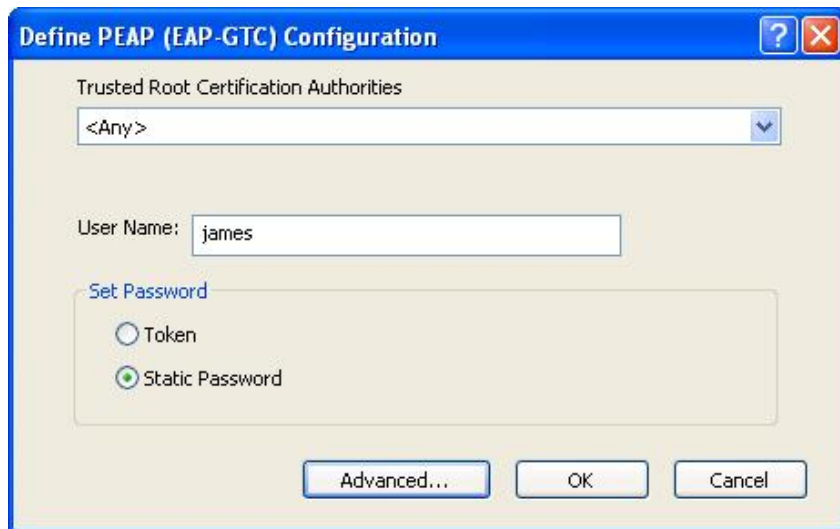 Define PEAP (EAP-GTC) Configuration
Trusted Root Certification Authorities
<Any>
User Name: james
Set Password
Token
Static Password
Advanced... OK Cancel